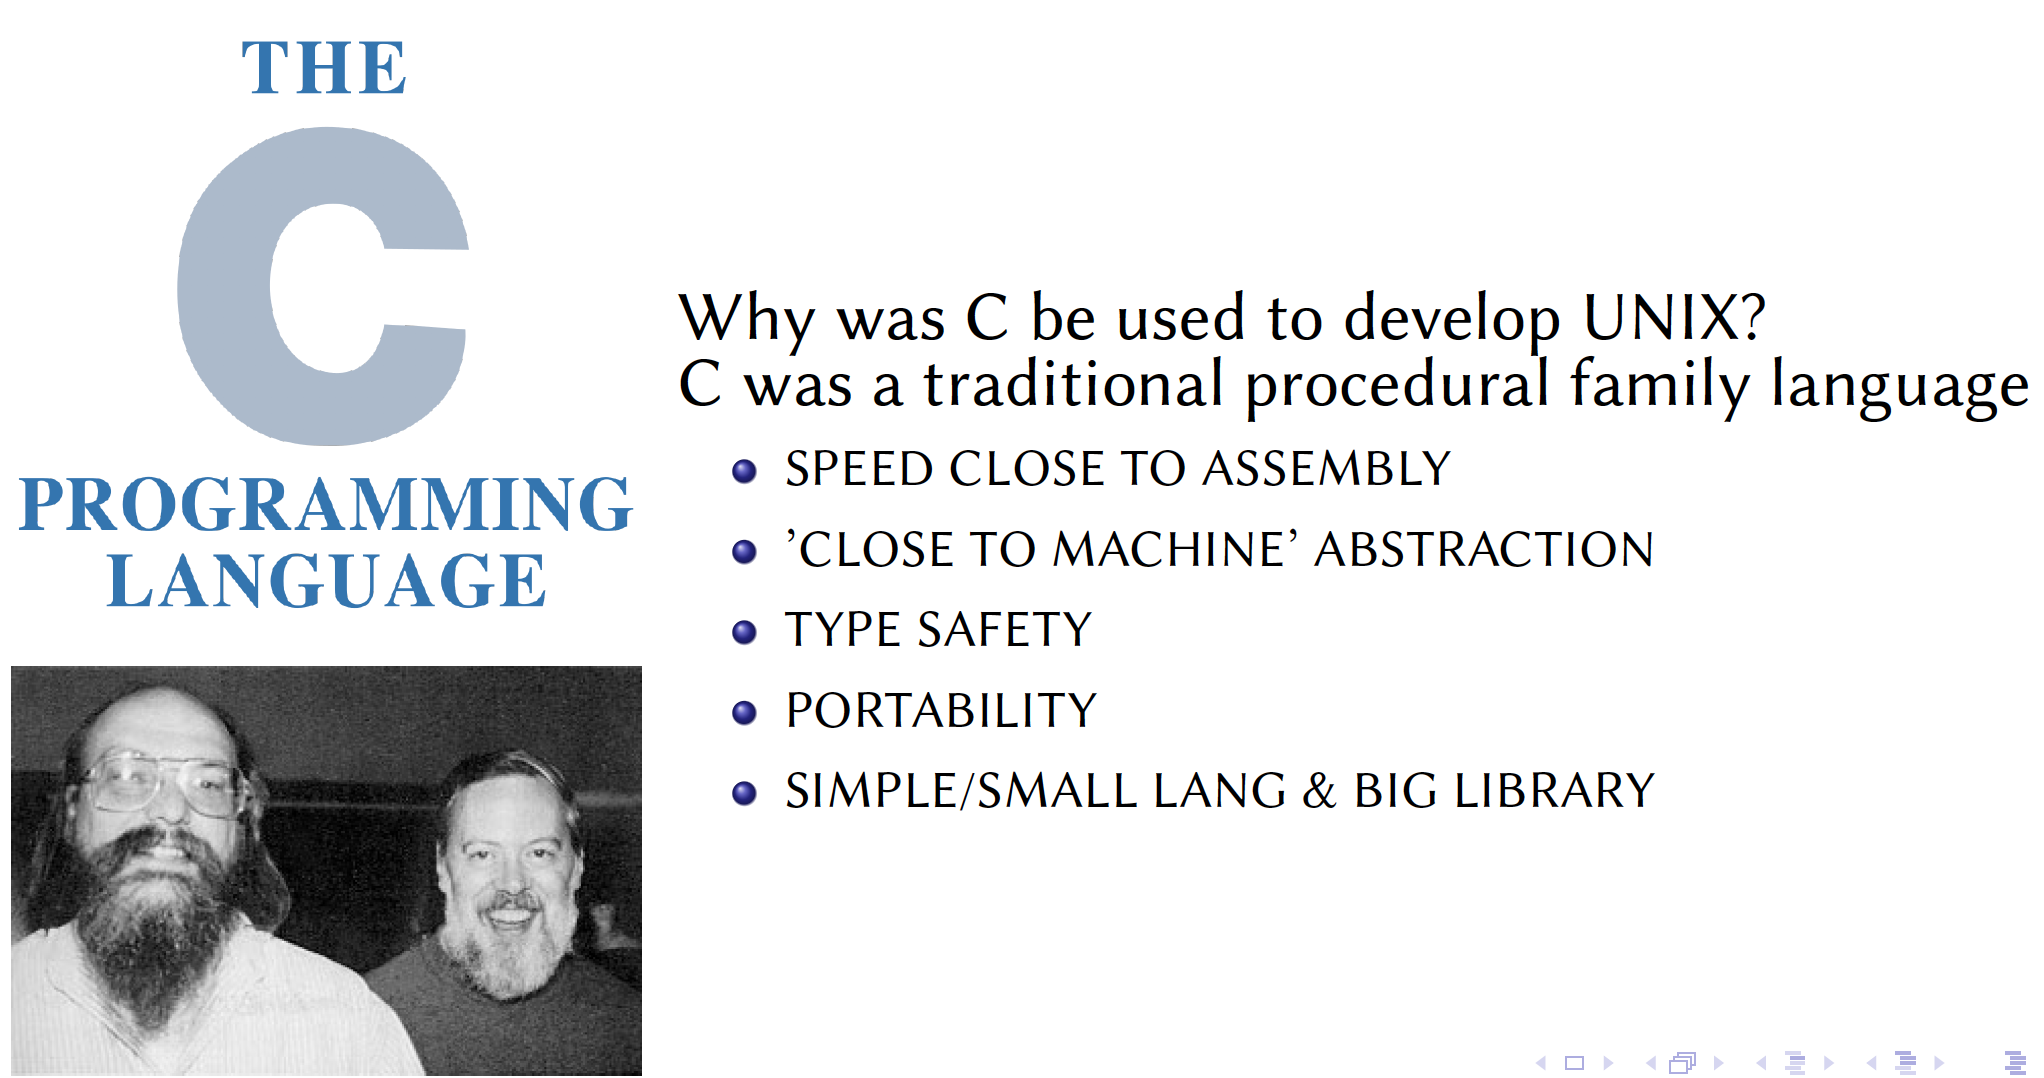 THE
C
PROGRAMMING
LANGUAGE
Why was C be used to develop UNIX?
C was a traditional procedural family language
SPEED CLOSE TO ASSEMBLY
’CLOSE TO MACHINE’ ABSTRACTION
TYPE SAFETY
PORTABILITY
SIMPLE/SMALL LANG & BIG LIBRARY